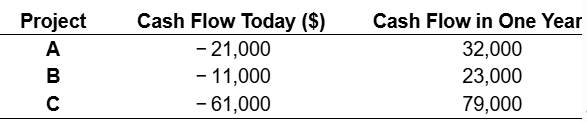 Project Cash Flow Today ($) Cash Flow in One Year
A − 21,000 32,000
B − 11,000 23,000
C − 61,000 79,000